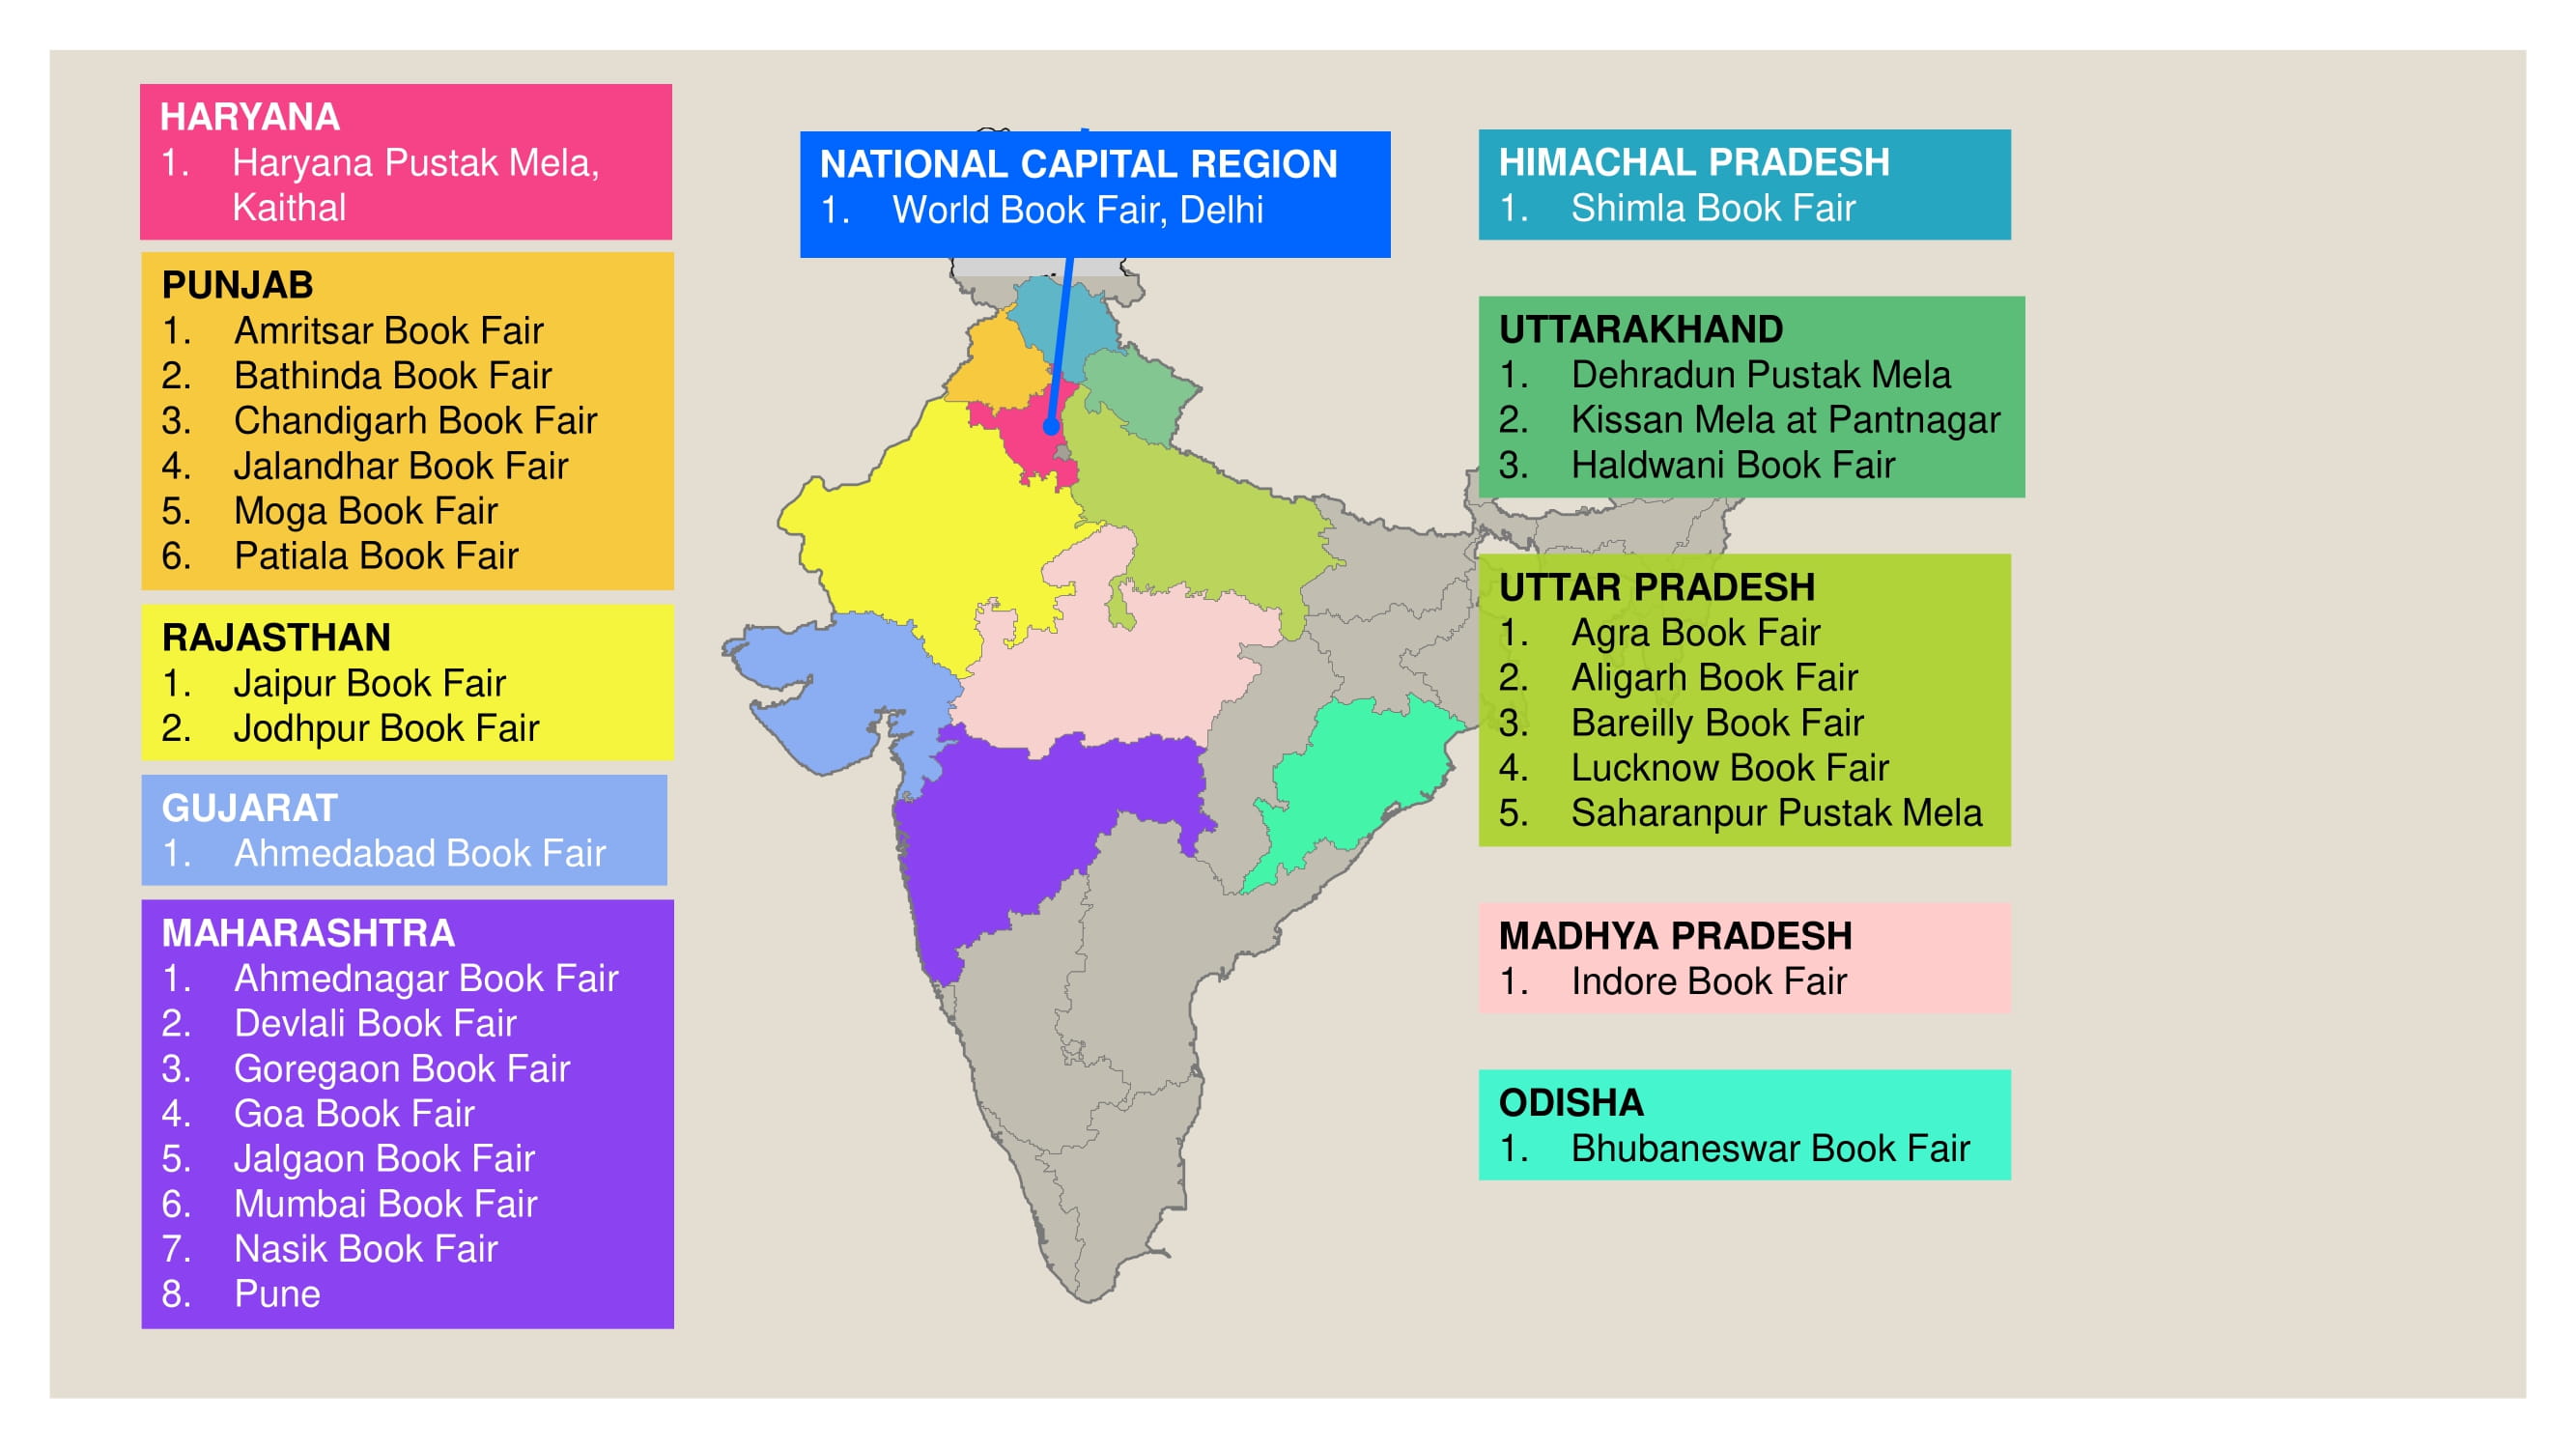 HARYANA
1. Haryana Pustak Mela,
Kaithal
PUNJAB
1. Amritsar Book Fair
2. Bathinda Book Fair
3. Chandigarh Book Fair
4. Jalandhar Book Fair
5. Moga Book Fair
6. Patiala Book Fair
RAJASTHAN
1. Jaipur Book Fair
2. Jodhpur Book Fair
GUJARAT
1. Ahmedabad Book Fair
MAHARASHTRA
1. Ahmednagar Book Fair
2. Devlali Book Fair
3. Goregaon Book Fair
4. Goa Book Fair
5. Jalgaon Book Fair
6. Mumbai Book Fair
7. Nasik Book Fair
8. Pune
NATIONAL CAPITAL REGION
1. World Book Fair, Delhi
HIMACHAL PRADESH
1. Shimla Book Fair
UTTARAKHAND
1. Dehradun Pustak Mela
2. Kissan Mela at Pantnagar
3. Haldwani Book Fair
UTTAR PRADESH
1. Agra Book Fair
2. Aligarh Book Fair
3. Bareilly Book Fair
4. Lucknow Book Fair
5. Saharanpur Pustak Mela
MADHYA PRADESH
1. Indore Book Fair
ODISHA
1. Bhubaneswar Book Fair